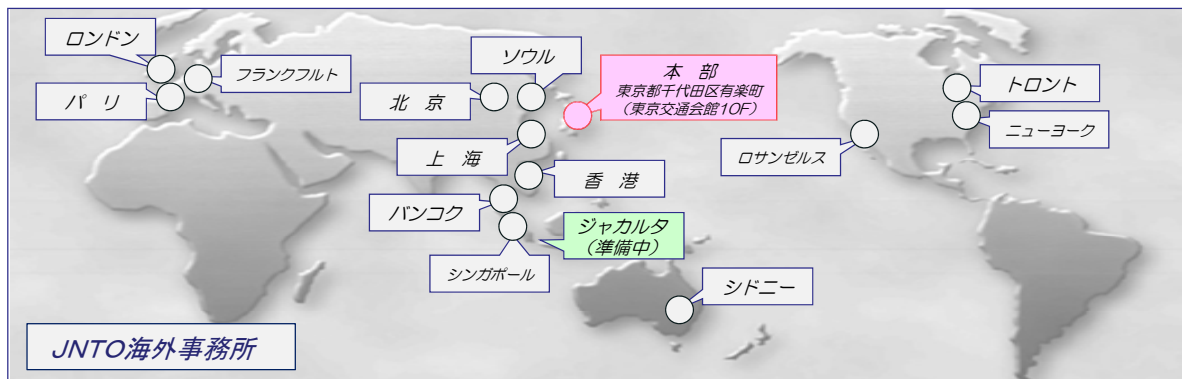 ロンドン
フランクフルト
パ リ
北 京
ソウル
本 部
東京都千代田区有楽町
（東京交通会館10F）
トロント
ニューヨーク
ロサンゼルス
上 海
香 港
バンコク
ジャカルタ
（準備中）
シンガポール
シドニー
JNTO海外事務所